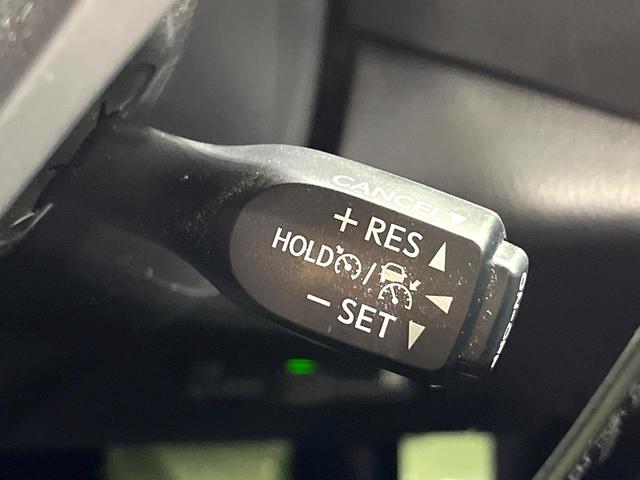 CANCEL▼
+ RES ▲
HOLD / ◄
− SET ▼